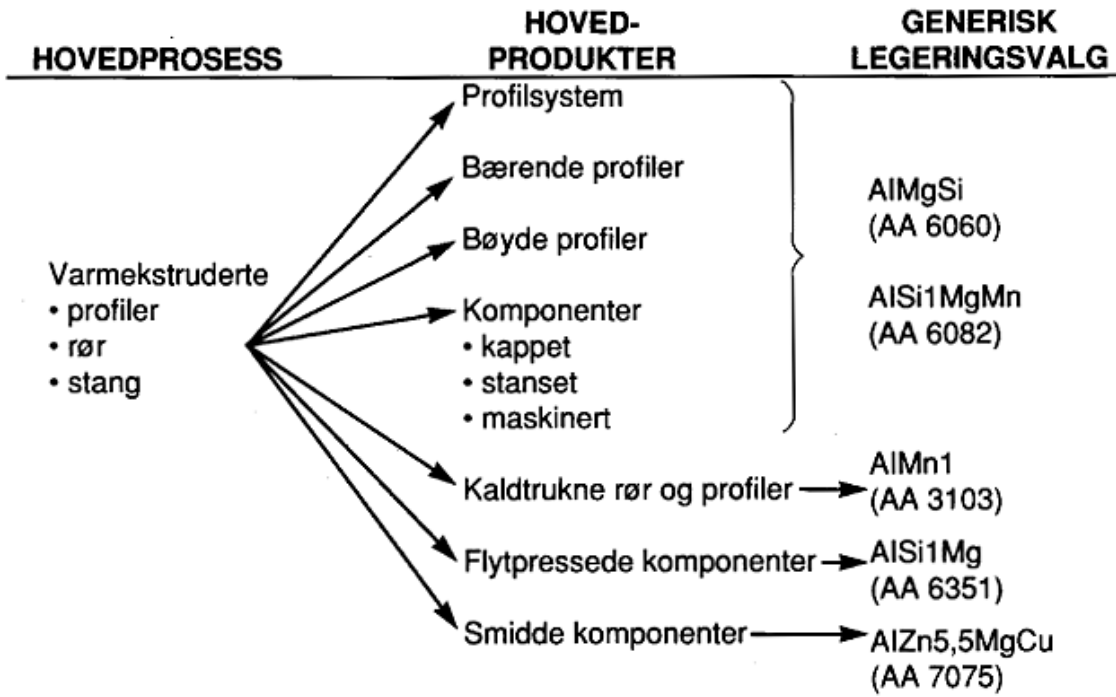 HOVEDPROSESS
HOVED-
PRODUKTER
GENERISK
LEGERINGSVALG
Varmekstruderte
• profiler
• rør
• stang
Profilsystem
Bærende profiler
Bøyde profiler
Komponenter
• kappet
• stanset
• maskinert
Kaldtrukne rør og profiler
Flytpressede komponenter
Smidde komponenter
AlMgSi
(AA 6060)
AlSi1MgMn
(AA 6082)
AlMn1
(AA 3103)
AlSi1Mg
(AA 6351)
AlZn5,5MgCu
(AA 7075)